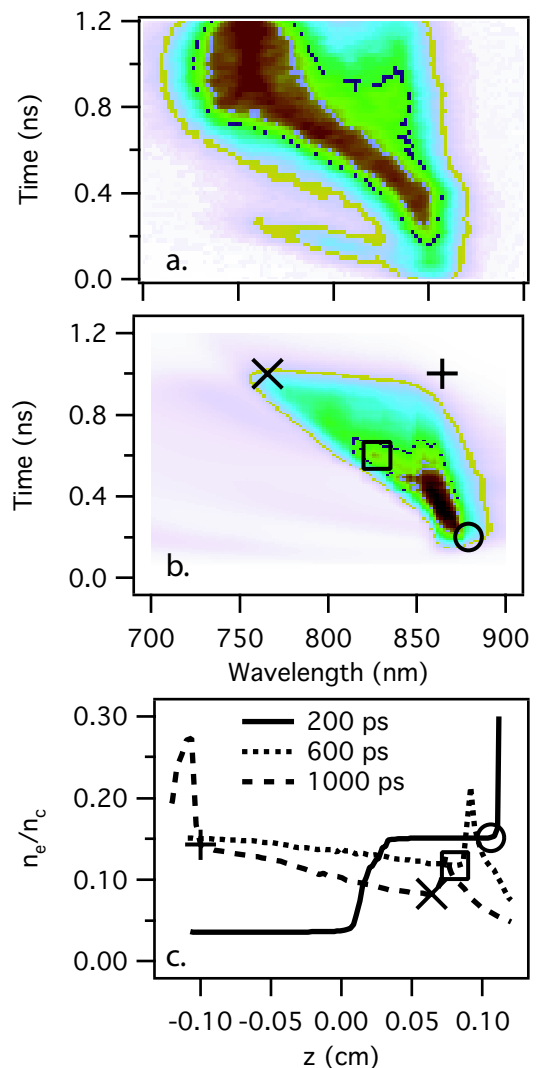 1.2
0.8
0.4
0.0
Time (ns)
a.
1.2
0.8
0.4
0.0
Time (ns)
b.
700 750 800 850 900
Wavelength (nm)
0.30
0.20
0.10
0.00
ne/nc
200 ps
600 ps
1000 ps
c.
-0.10 -0.05 0.00 0.05 0.10
z (cm)